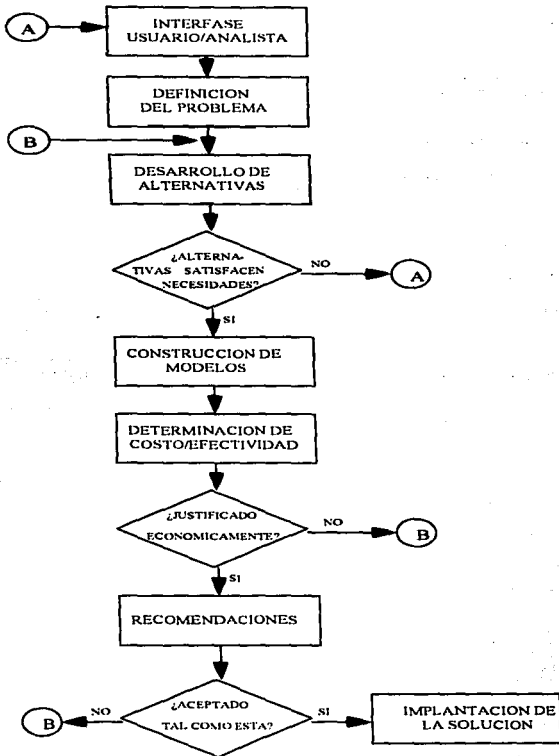 A
INTERFASE
USUARIO/ANALISTA
DEFINICION
DEL PROBLEMA
B
DESARROLLO DE
ALTERNATIVAS
¿ALTERNA-
TIVAS SATISFACEN
NECESIDADES?
NO
A
SI
CONSTRUCCION DE
MODELOS
DETERMINACION DE
COSTO/EFECTIVIDAD
¿JUSTIFICADO
ECONOMICAMENTE?
NO
B
SI
RECOMENDACIONES
B
NO
¿ACEPTADO
TAL COMO ESTA?
SI
IMPLANTACION DE
LA SOLUCION